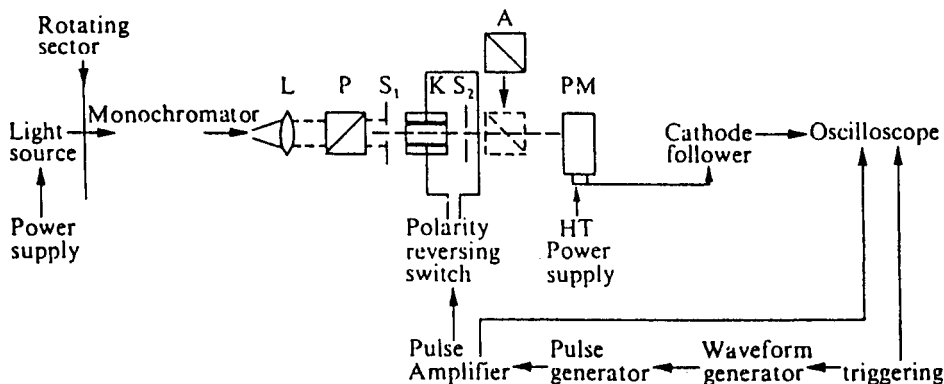 Rotating
sector
A
L
P
S1
K
S2
PM
Monochromator
Light
source
Cathode
follower
Oscilloscope
Power
supply
Polarity
reversing
switch
HT
Power
supply
Pulse
Amplifier
Pulse
generator
Waveform
generator
triggering